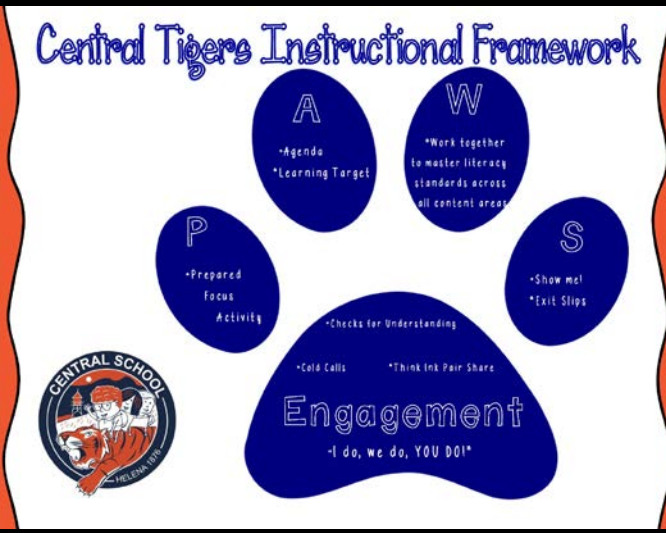 Central Tigers Instructional Framework
P
•Prepared
Focus
Activity
A
•Agenda
*Learning Target
W
*Work together
to master literacy
standards across
all content areas
S
•Show me!
*Exit Slips
•Checks for Understanding
•Cold Calls
*Think Ink Pair Share
Engagement
-I do, we do, YOU DO!*
CENTRAL SCHOOL
HELENA 1876